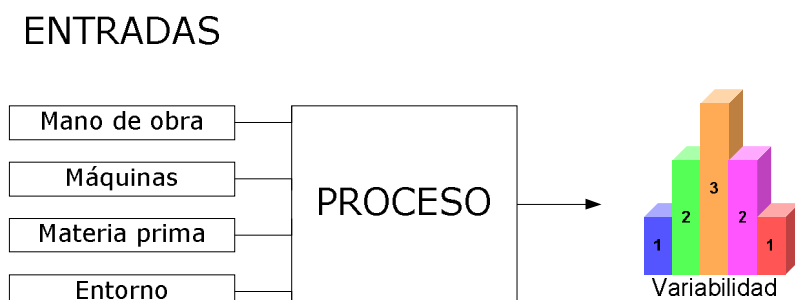 ENTRADAS
Mano de obra
Máquinas
Materia prima
Entorno
PROCESO
1
2
3
2
1
Variabilidad